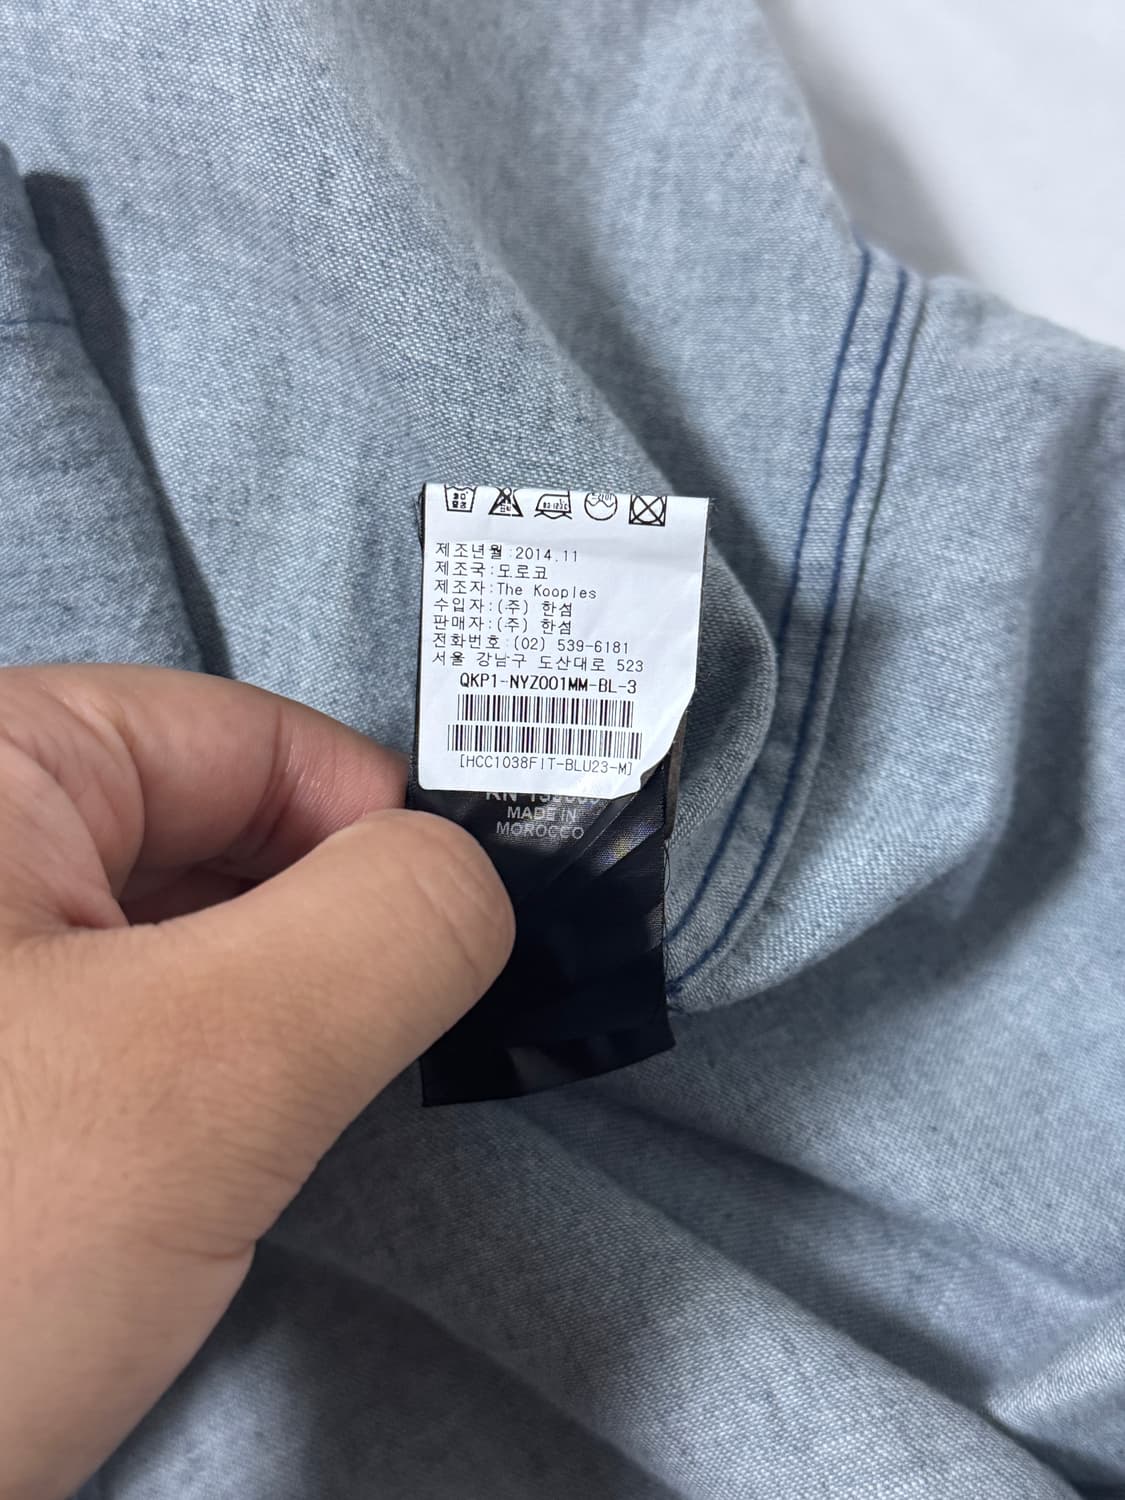 제조년월:2014.11
제조국:모로코
제조자:The Kooples
수입자:(주) 한섬
판매자:(주) 한섬
전화번호:(02) 539-6181
서울 강남구 도산대로 523
QKP1-NYZ001MM-BL-3
[HCC1038FIT-BLU23-M]
MADE IN
MOROCCO